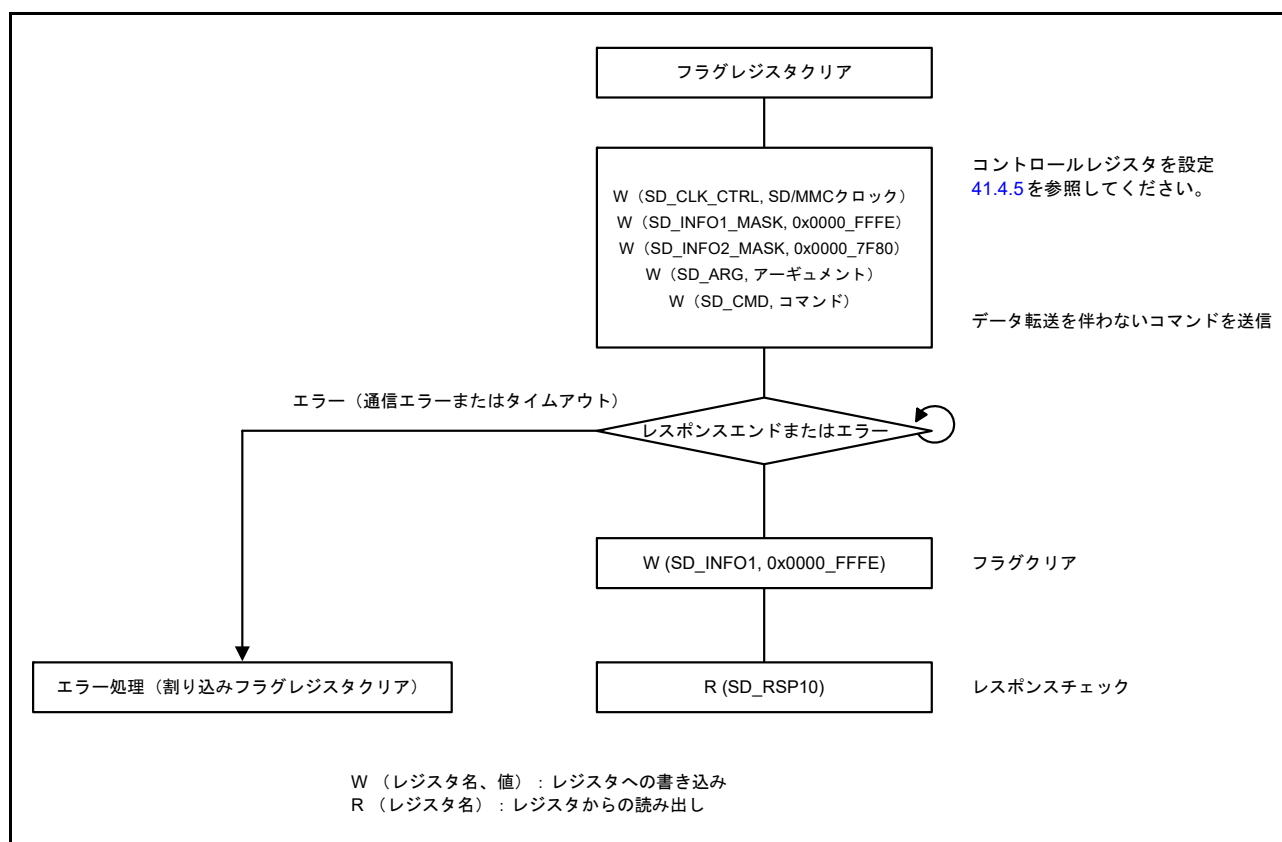 フラグレジスタクリア
W（SD_CLK_CTRL, SD/MMCクロック）
W（SD_INFO1_MASK, 0x0000_FFFE）
W（SD_INFO2_MASK, 0x0000_7F80）
W（SD_ARG, アーギュメント）
W（SD_CMD, コマンド）
コントロールレジスタを設定
41.4.5を参照してください。
データ転送を伴わないコマンドを送信
エラー（通信エラーまたはタイムアウト）
レスポンスエンドまたはエラー
W (SD_INFO1, 0x0000_FFFE)
フラグクリア
エラー処理（割り込みフラグレジスタクリア）
R (SD_RSP10)
レスポンスチェック
W （レジスタ名、値）：レジスタへの書き込み
R （レジスタ名）：レジスタからの読み出し